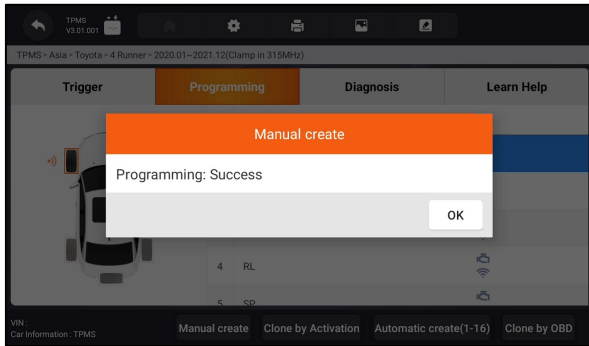 TPMS
V3.01.001
TPMS > Asia > Toyota > 4 Runner > 2020.01~2021.12(Clamp in 315MHz)
Trigger Programming Diagnosis Learn Help
Manual create
Programming: Success
OK
4 RL
5 SP
VIN :
Car Information : TPMS
Manual create Clone by Activation Automatic create(1-16) Clone by OBD